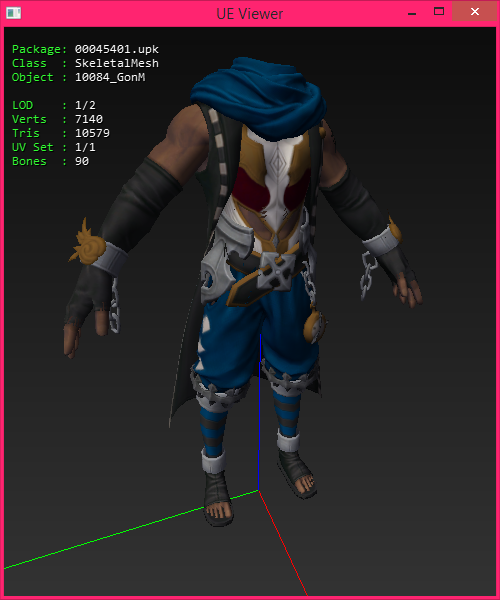 UE Viewer
Package: 00045401.upk
Class : SkeletalMesh
Object : 10084_GonM
LOD : 1/2
Verts : 7140
Tris : 10579
UV Set : 1/1
Bones : 90